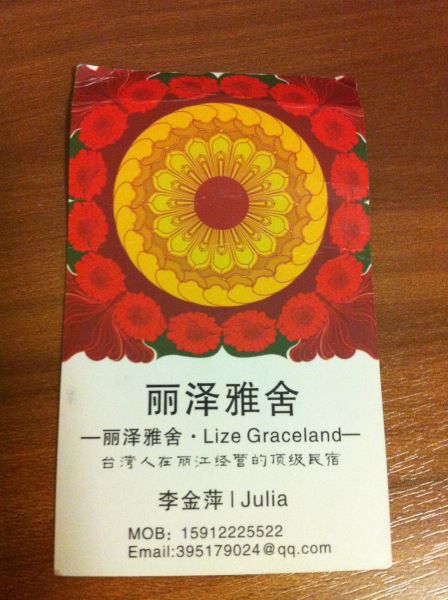 丽泽雅舍
—丽泽雅舍·Lize Graceland—
台湾人在丽江经营的顶级民宿
李金萍 | Julia
MOB: 15912225522
Email:395179024@qq.com